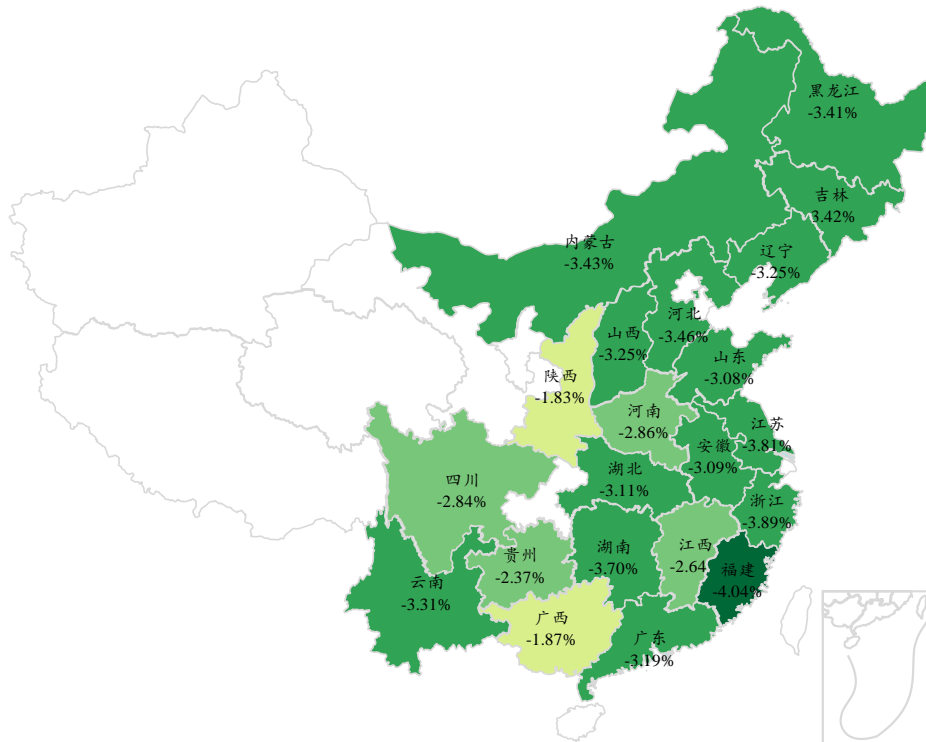 黑龙江
-3.41%
吉林
3.42%
内蒙古
-3.43%
辽宁
-3.25%
河北
-3.46%
山西
-3.25%
山东
-3.08%
陕西
-1.83%
河南
-2.86%
江苏
-3.81%
安徽
-3.09%
湖北
-3.11%
四川
-2.84%
浙江
-3.89%
江西
-2.64
湖南
-3.70%
贵州
-2.37%
福建
-4.04%
云南
-3.31%
广西
-1.87%
广东
-3.19%